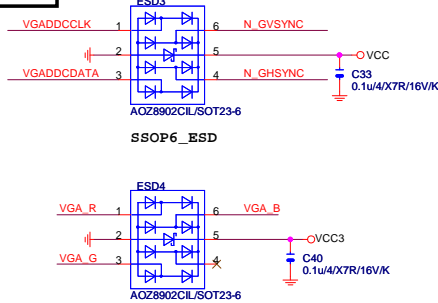 ESD3
VGADDCCLK 1 6 N_GVSYNC
2 5 VCC
VGADDCDATA 3 4 N_GHSYNC
C33
0.1u/4/X7R/16V/K
AOZ8902CIL/SOT23-6
SSOP6_ESD
ESD4
VGA_R 1 6 VGA_B
2 5 VCC3
VGA_G 3 4
C40
0.1u/4/X7R/16V/K
AOZ8902CIL/SOT23-6